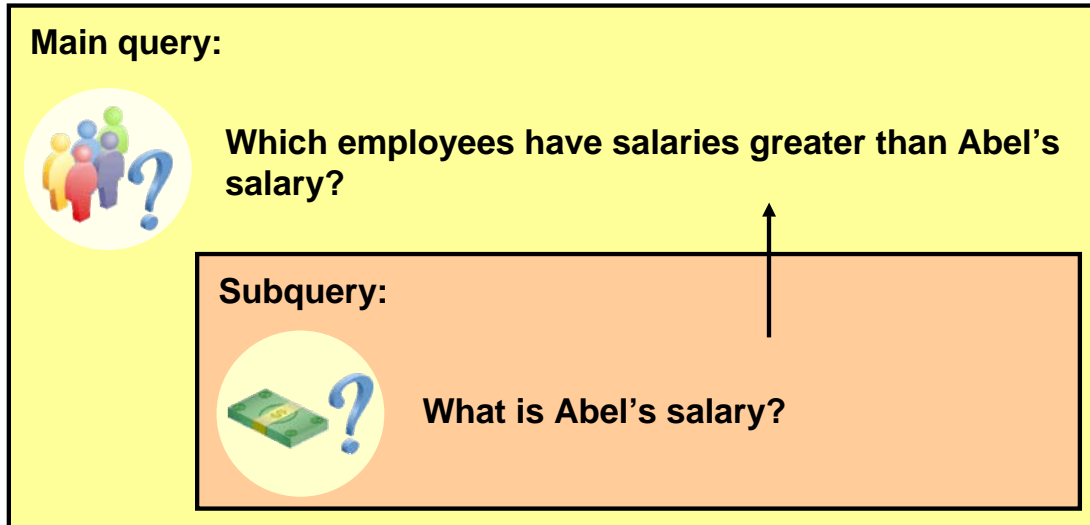 Main query:
Which employees have salaries greater than Abel’s
salary?
Subquery:
What is Abel’s salary?